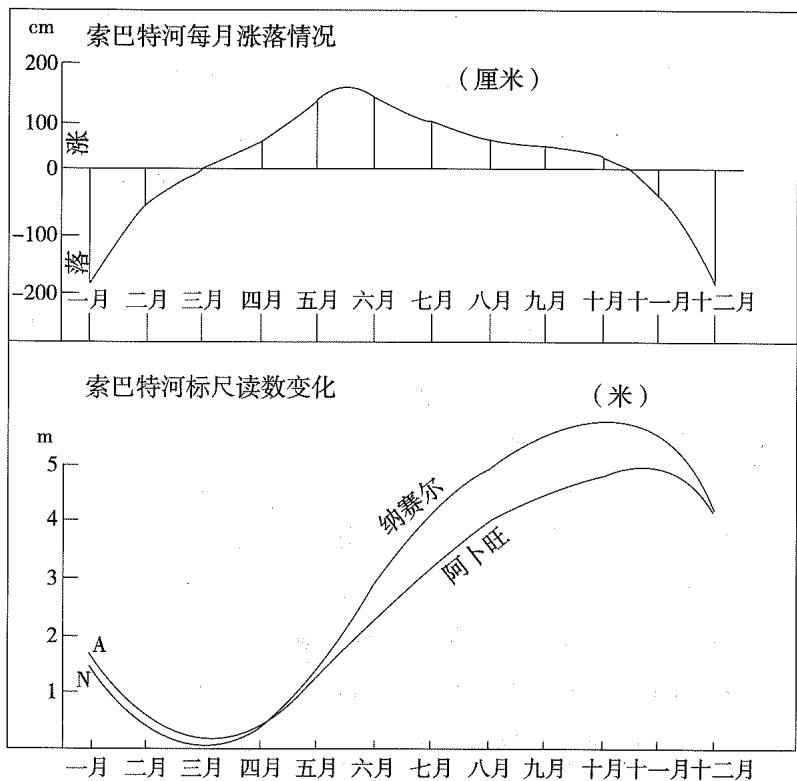 cm
索巴特河每月涨落情况
（厘米）
200
100
涨
0
-100
落
-200
一月 二月 三月 四月 五月 六月 七月 八月 九月 十月 十一月 十二月
索巴特河标尺读数变化
（米）
m
5
4
3
2
1
纳赛尔
阿卜旺
A
N
一月 二月 三月 四月 五月 六月 七月 八月 九月 十月 十一月 十二月